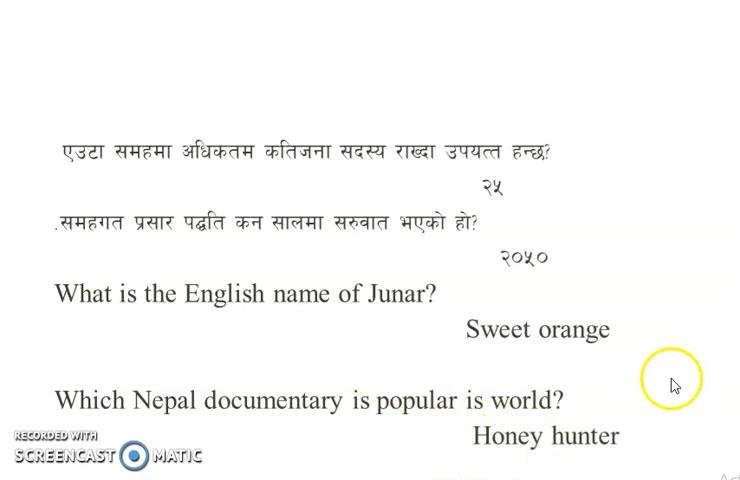 एउटा समहमा अधिकतम कतिजना सदस्य राख्दा उपयत्त हन्छ?
२५
.समहगत प्रसार पद्धति कन सालमा सरुवात भएको हो?
२०५०
What is the English name of Junar?
Sweet orange
Which Nepal documentary is popular is world?
Honey hunter
RECORDED WITH
SCREENCAST MATIC